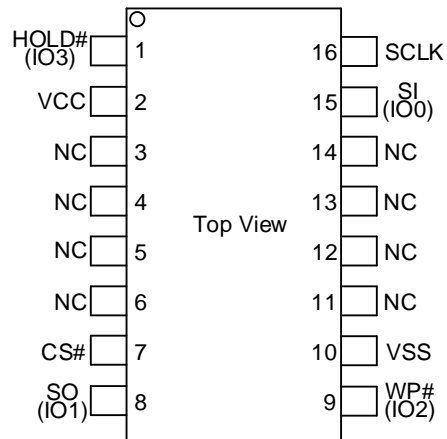 HOLD# 1 16 SCLK
(IO3)
VCC 2 15 SI
(IO0)
NC 3 14 NC
NC 4 13 NC
Top View
NC 5 12 NC
NC 6 11 NC
CS# 7 10 VSS
SO 8 9 WP#
(IO1) (IO2)